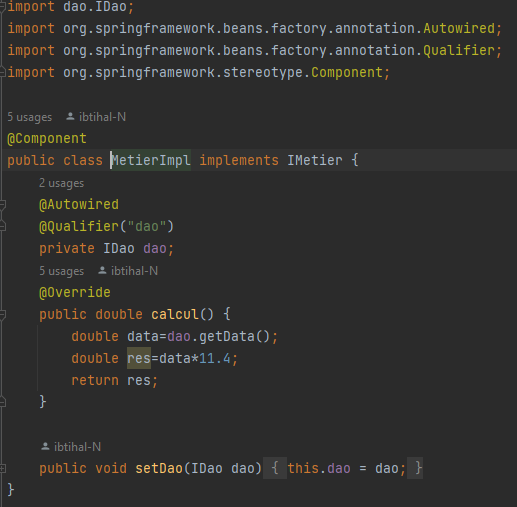 import dao.IDao;
import org.springframework.beans.factory.annotation.Autowired;
import org.springframework.beans.factory.annotation.Qualifier;
import org.springframework.stereotype.Component;
5 usages ibtihal-N
@Component
public class MetierImpl implements IMetier {
2 usages
@Autowired
@Qualifier("dao")
private IDao dao;
5 usages ibtihal-N
@Override
public double calcul() {
double data=dao.getData();
double res=data*11.4;
return res;
}
ibtihal-N
public void setDao(IDao dao) { this.dao = dao; }
}